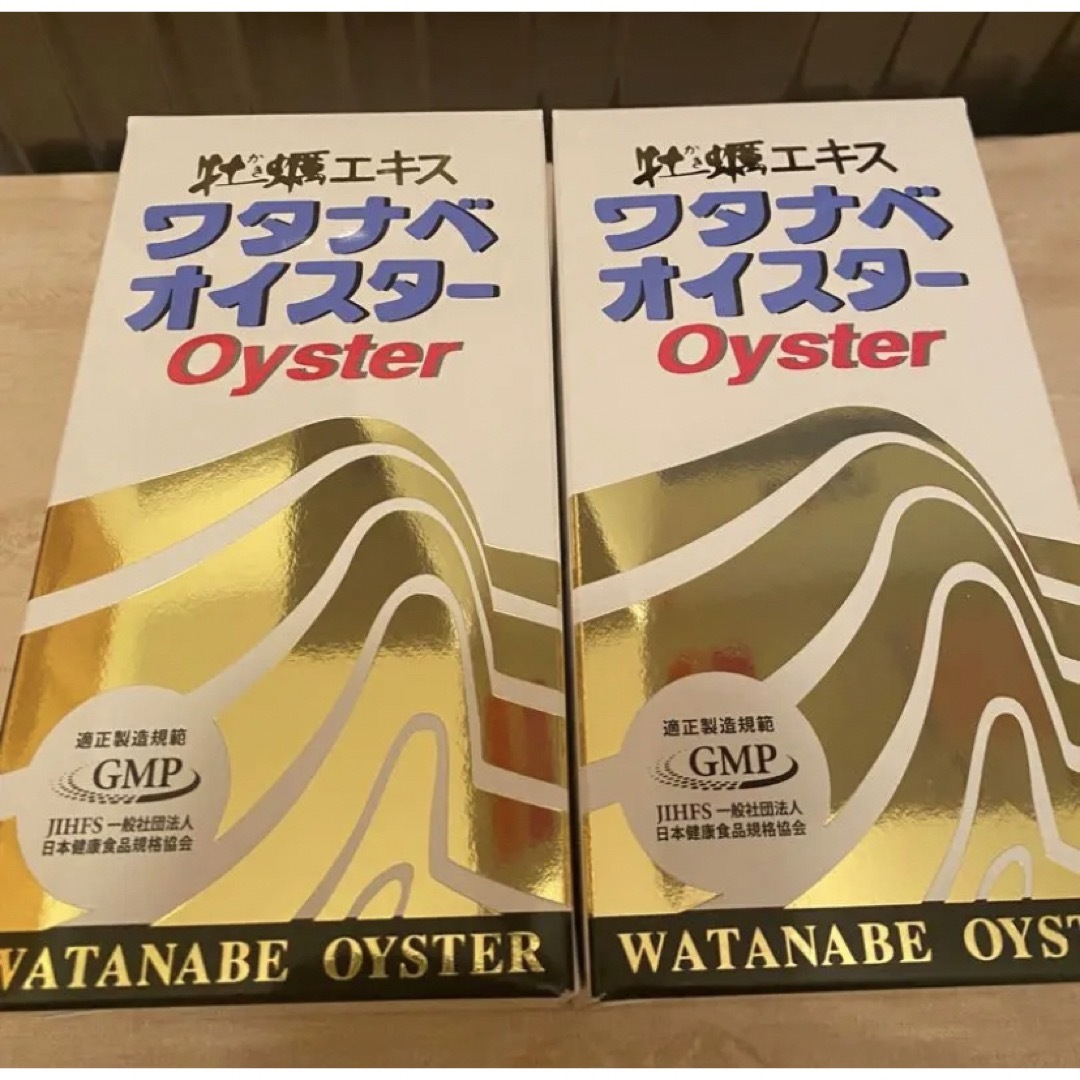 牡蠣エキス
かき
ワタナベ
オイスター
Oyster
適正製造規範
GMP
JIHFS 一般社団法人
日本健康食品規格協会
WATANABE OYSTER
牡蠣エキス
かき
ワタナベ
オイスター
Oyster
適正製造規範
GMP
JIHFS 一般社団法人
日本健康食品規格協会
WATANABE OYST